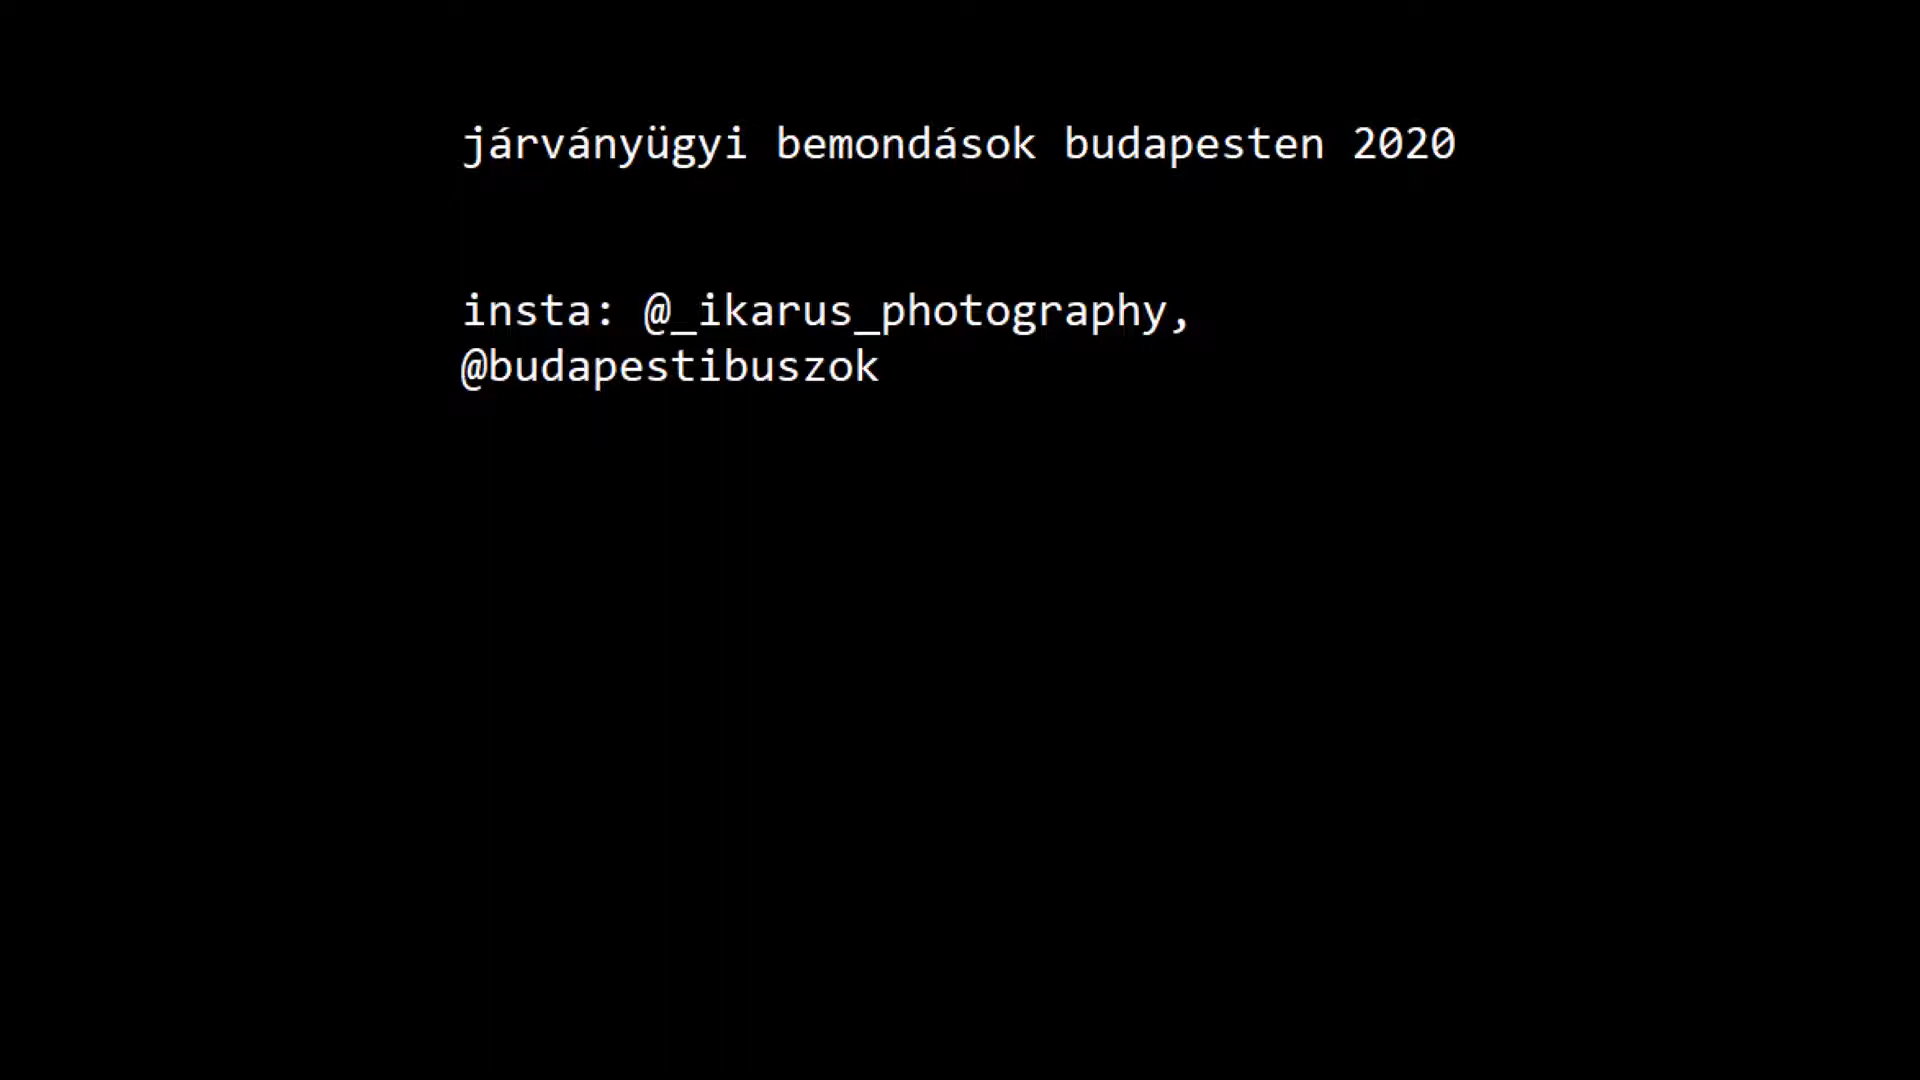 járványügyi bemondások budapesten 2020
insta: @_ikarus_photography,
@budapestibuszok